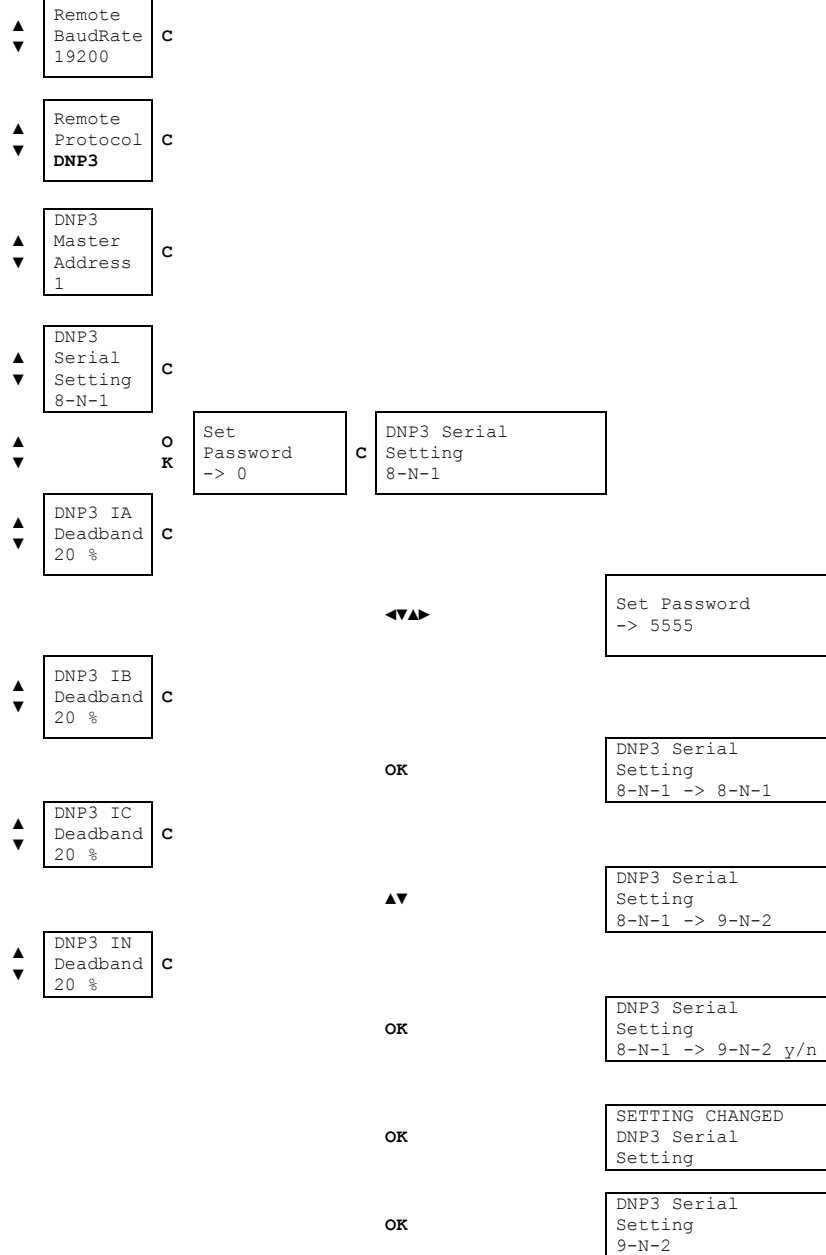 ▲ Remote
▼ BaudRate C
19200
▲ Remote
▼ Protocol C
DNP3
DNP3
▲ Master
▼ Address C
1
DNP3
▲ Serial
▼ Setting C
8-N-1
▲ O Set DNP3 Serial
▼ K Password C Setting
-> 0 8-N-1
▲ DNP3 IA
▼ Deadband C
20 %
◄▼▲► Set Password
-> 5555
▲ DNP3 IB
▼ Deadband C
20 %
DNP3 Serial
OK Setting
8-N-1 -> 8-N-1
▲ DNP3 IC
▼ Deadband C
20 %
DNP3 Serial
▲▼ Setting
8-N-1 -> 9-N-2
▲ DNP3 IN
▼ Deadband C
20 %
DNP3 Serial
OK Setting
8-N-1 -> 9-N-2 y/n
SETTING CHANGED
OK DNP3 Serial
Setting
DNP3 Serial
OK Setting
9-N-2